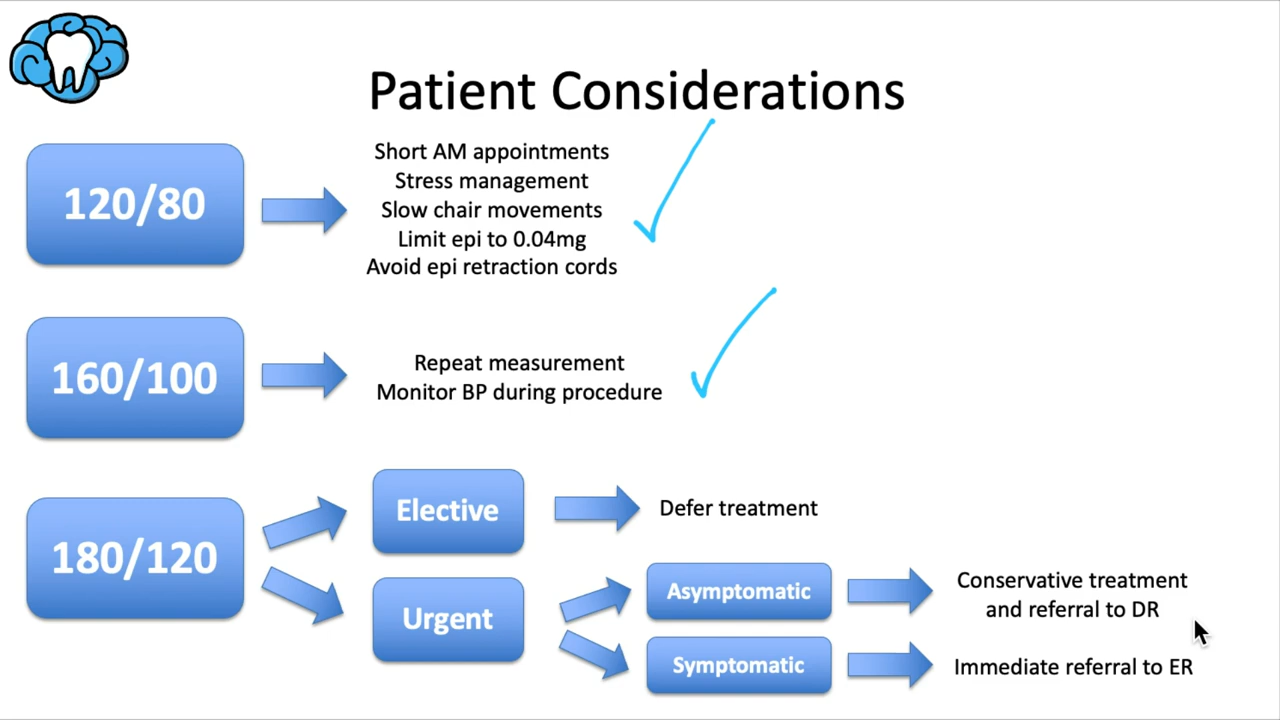 Patient Considerations
120/80
Short AM appointments
Stress management
Slow chair movements
Limit epi to 0.04mg
Avoid epi retraction cords
160/100
Repeat measurement
Monitor BP during procedure
180/120
Elective
Defer treatment
Urgent
Asymptomatic
Conservative treatment
and referral to DR
Symptomatic
Immediate referral to ER